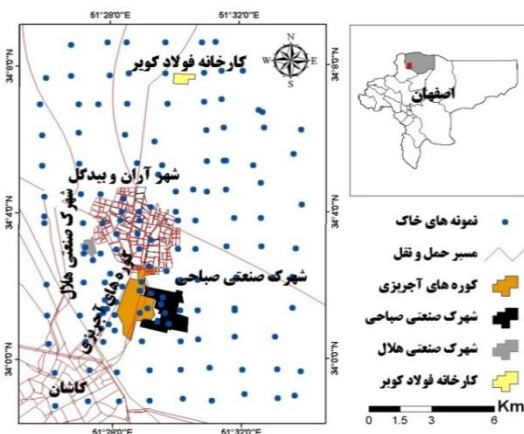 51°28'0"E
51°32'0"E
34°8'0"N
34°8'0"N
کارخانه فولاد کویر
N
W
E
S
اصفهان
شهر آران و بیدگل
34°4'0"N
34°4'0"N
شهرک صنعتی هلال
کوره های آجرپزی
شهرک صنعتی صباحی
کاشان
34°0'0"N
34°0'0"N
51°28'0"E
51°32'0"E
نمونه های خاک
مسیر حمل و نقل
کوره های آجرپزی
شهرک صنعتی صباحی
شهرک صنعتی هلال
کارخانه فولاد کویر
Km
0 1.5 3 6